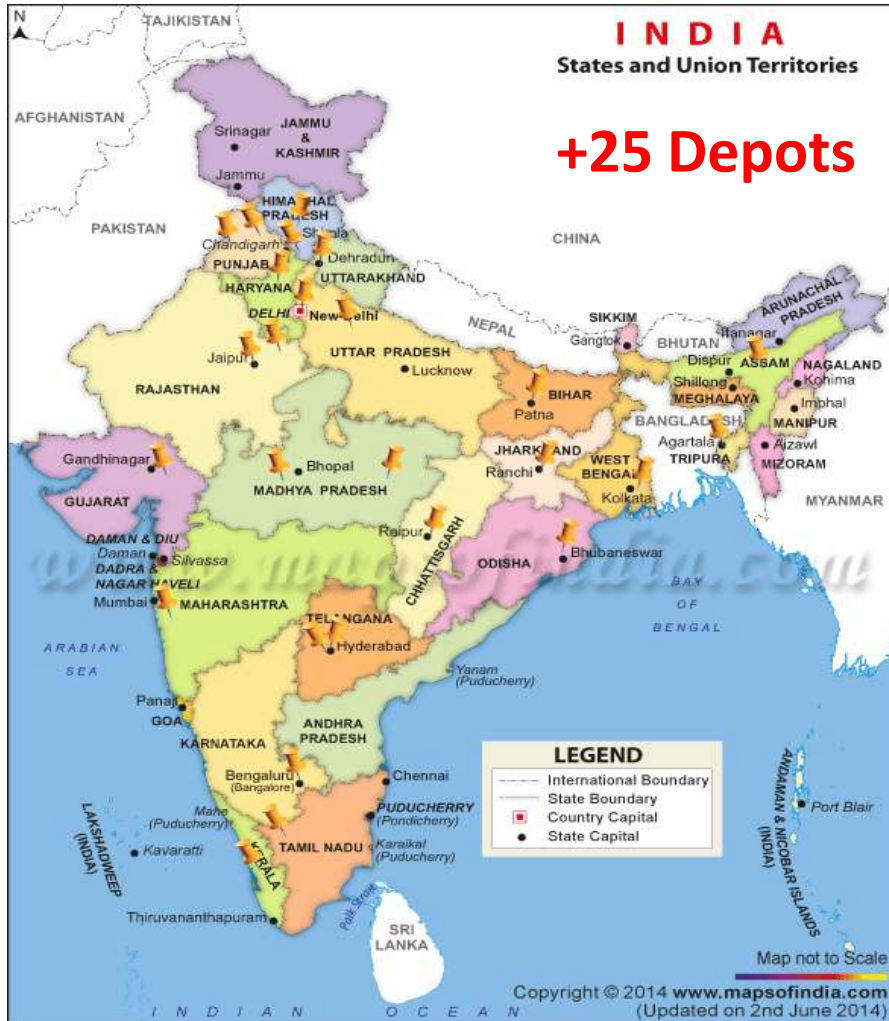 N
TAJIKISTAN
I N D I A
States and Union Territories
AFGHANISTAN
JAMMU
&
KASHMIR
Srinagar
+25 Depots
Jammu
HIMACHAL
PRADESH
PAKISTAN
Shimla
Chandigarh
CHINA
PUNJAB
Dehradun
UTTARAKHAND
HARYANA
DELHI
New Delhi
ARUNACHAL
PRADESH
NEPAL
SIKKIM
Gangtok
BHUTAN
Itanagar
Jaipur
UTTAR PRADESH
Lucknow
Dispur
ASSAM
NAGALAND
RAJASTHAN
BIHAR
Shillong
Kohima
MEGHALAYA
Patna
Imphal
BANGLADESH
MANIPUR
Gandhinagar
Bhopal
JHARKHAND
Agartala
Aizawl
WEST
BENGAL
TRIPURA
Ranchi
MIZORAM
GUJARAT
MADHYA PRADESH
Kolkata
MYANMAR
DAMAN & DIU
Raipur
Daman
Silvassa
CHHATTISGARH
ODISHA
Bhubaneswar
www.mapsofindia.com
DADRA &
NAGAR HAVELI
BAY
OF
BENGAL
Mumbai
MAHARASHTRA
TELANGANA
ARABIAN
SEA
Hyderabad
Yanam
(Puducherry)
Panaji
GOA
ANDHRA
PRADESH
KARNATAKA
LEGEND
International Boundary
State Boundary
Country Capital
State Capital
Bengaluru
(Bangalore)
Chennai
Mahe
(Puducherry)
PUDUCHERRY
(Pondicherry)
LAKSHADWEEP
(INDIA)
Kavaratti
TAMIL NADU
Karaikal
(Puducherry)
KERALA
ANDAMAN & NICOBAR ISLANDS
(INDIA)
Port Blair
Thiruvananthapuram
Palk Strait
SRI
LANKA
Map not to Scale
Copyright © 2014 www.mapsofindia.com
(Updated on 2nd June 2014)
I N D I A N O C E A N